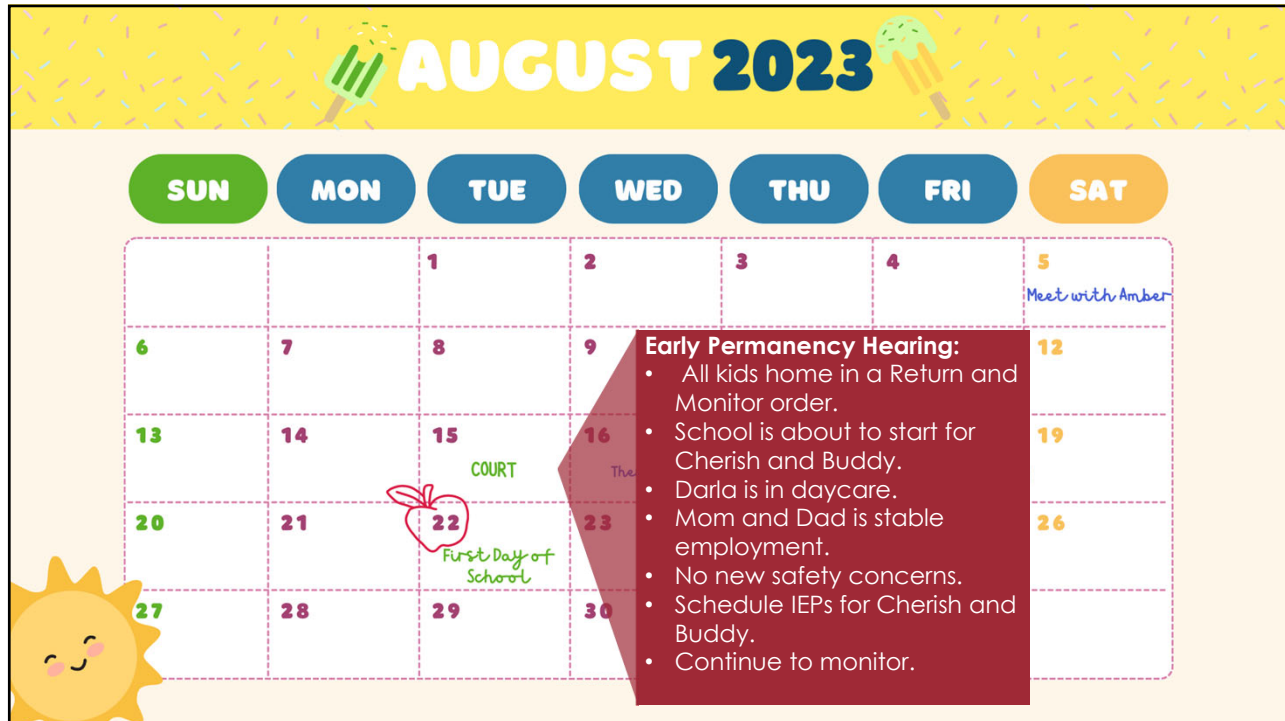 AUGUST 2023
SUN MON TUE WED THU FRI SAT
1 2 3 4 5
Meet with Amber
6 7 8 9 12
13 14 15 16 19
COURT
20 21 22 23 26
First Day of
School
27 28 29 30
Early Permanency Hearing:
• All kids home in a Return and
Monitor order.
• School is about to start for
Cherish and Buddy.
• Darla is in daycare.
• Mom and Dad is stable
employment.
• No new safety concerns.
• Schedule IEPs for Cherish and
Buddy.
• Continue to monitor.